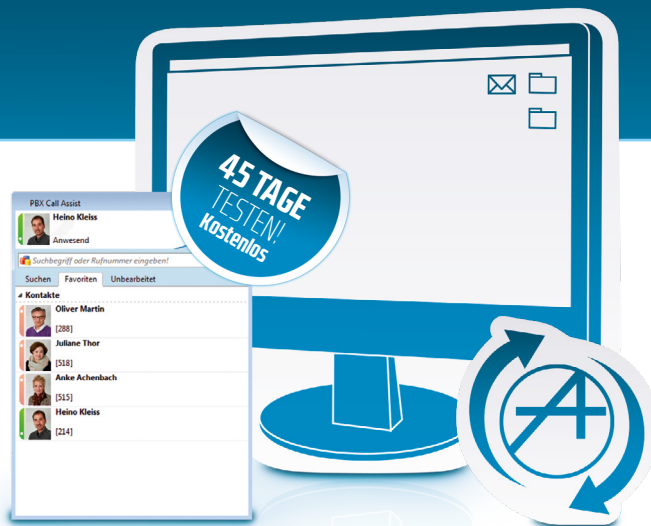 45 TAGE
TESTEN!
Kostenlos
PBX Call Assist
Heino Kleiss
Anwesend
Suchbegriff oder Rufnummer eingeben!
Suchen Favoriten Unbearbeitet
Kontakte
Oliver Martin
[288]
Juliane Thor
[518]
Anke Achenbach
[515]
Heino Kleiss
[214]